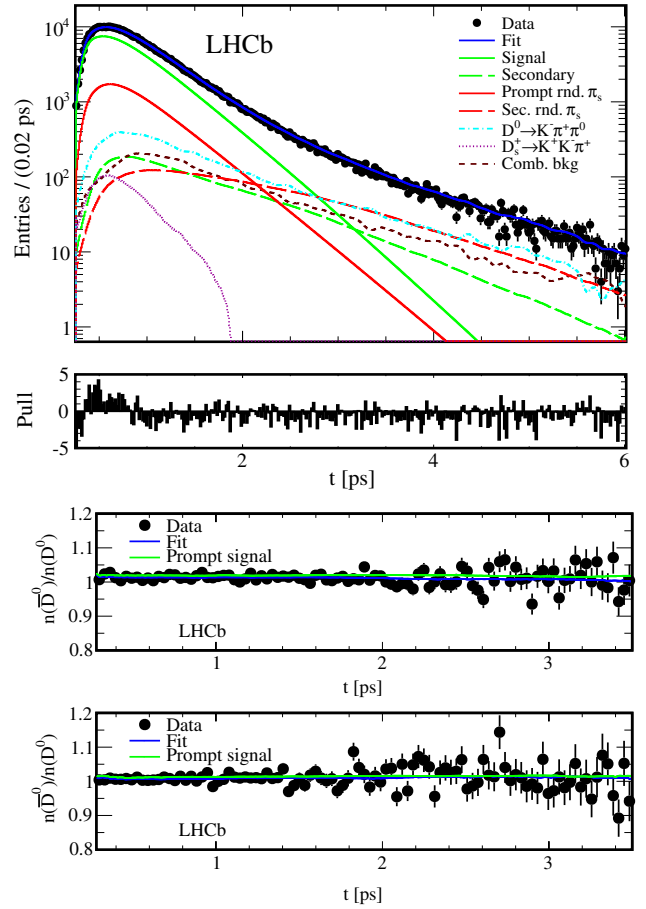 LHCb
Data
Fit
Signal
Secondary
Prompt rnd. πₛ
Sec. rnd. πₛ
D⁰→K⁻π⁺π⁰
Dₛ⁺→K⁺K⁻π⁺
Comb. bkg
Entries / (0.02 ps)
10⁴
10³
10²
10
1
Pull
5
0
-5
2 4 6
t [ps]
n(D̅⁰)/n(D⁰)
1.2
1.1
1.0
0.9
0.8
Data
Fit
Prompt signal
LHCb
1 2 3
t [ps]
n(D̅⁰)/n(D⁰)
1.2
1.1
1.0
0.9
0.8
Data
Fit
Prompt signal
LHCb
1 2 3
t [ps]